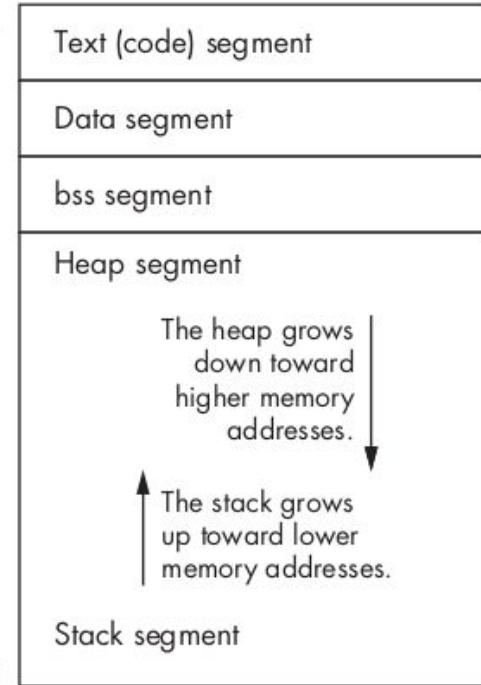 Text (code) segment
Data segment
bss segment
Heap segment
The heap grows
down toward
higher memory
addresses.
The stack grows
up toward lower
memory addresses.
Stack segment